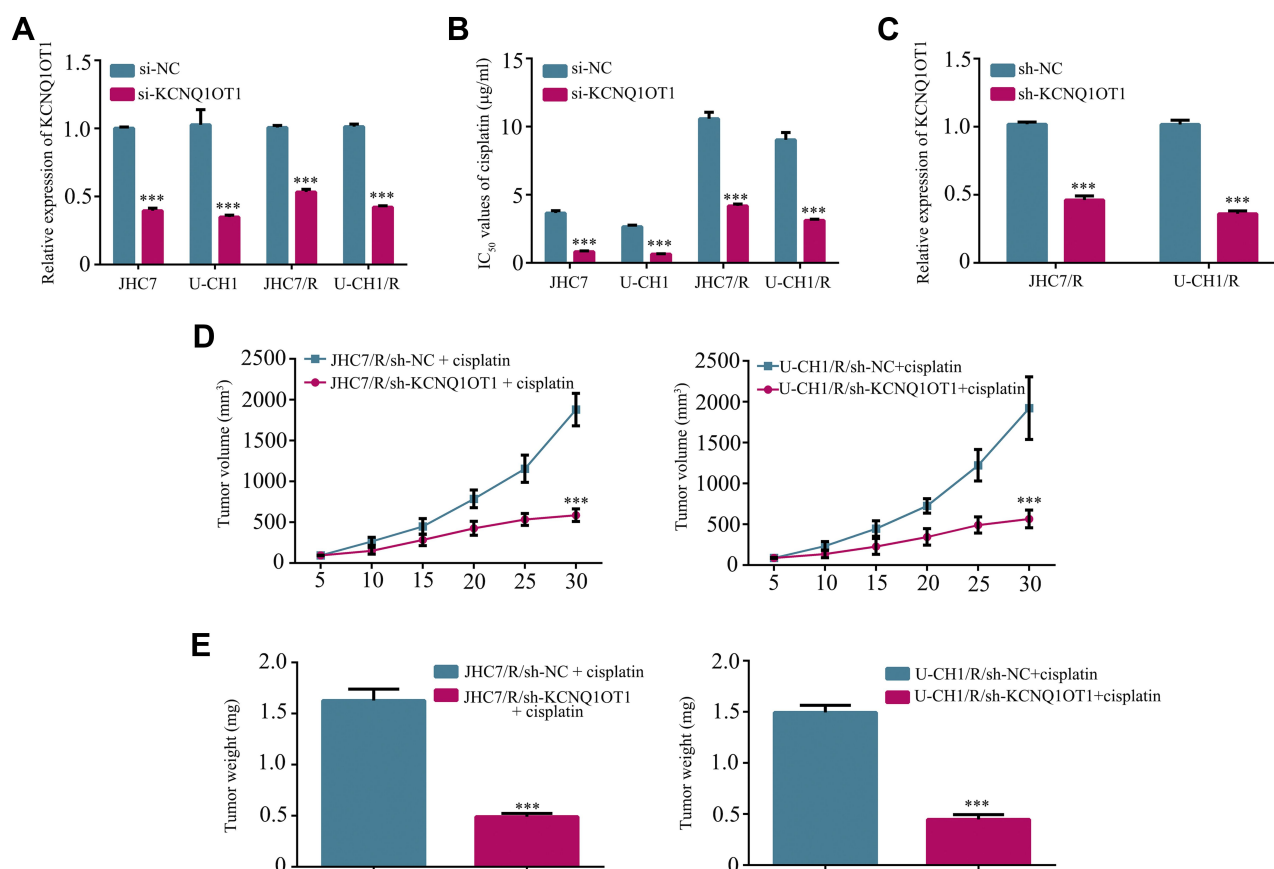 A
Relative expression of KCNQ1OT1
1.5
1.0
0.5
0
si-NC
si-KCNQ1OT1
***
***
***
***
JHC7
U-CH1
JHC7/R
U-CH1/R
B
IC50 values of cisplatin (μg/ml)
15
10
5
0
si-NC
si-KCNQ1OT1
***
***
***
***
JHC7
U-CH1
JHC7/R
U-CH1/R
C
Relative expression of KCNQ1OT1
1.5
1.0
0.5
0
sh-NC
sh-KCNQ1OT1
***
***
JHC7/R
U-CH1/R
D
Tumor volume (mm³)
2500
2000
1500
1000
500
0
JHC7/R/sh-NC + cisplatin
JHC7/R/sh-KCNQ1OT1 + cisplatin
***
5 10 15 20 25 30
Tumor volume (mm³)
2500
2000
1500
1000
500
0
U-CH1/R/sh-NC+cisplatin
U-CH1/R/sh-KCNQ1OT1+cisplatin
***
5 10 15 20 25 30
E
Tumor weight (mg)
2.0
1.5
1.0
0.5
0
JHC7/R/sh-NC + cisplatin
JHC7/R/sh-KCNQ1OT1
+ cisplatin
***
Tumor weight (mg)
2.0
1.5
1.0
0.5
0
U-CH1/R/sh-NC+cisplatin
U-CH1/R/sh-KCNQ1OT1+cisplatin
***